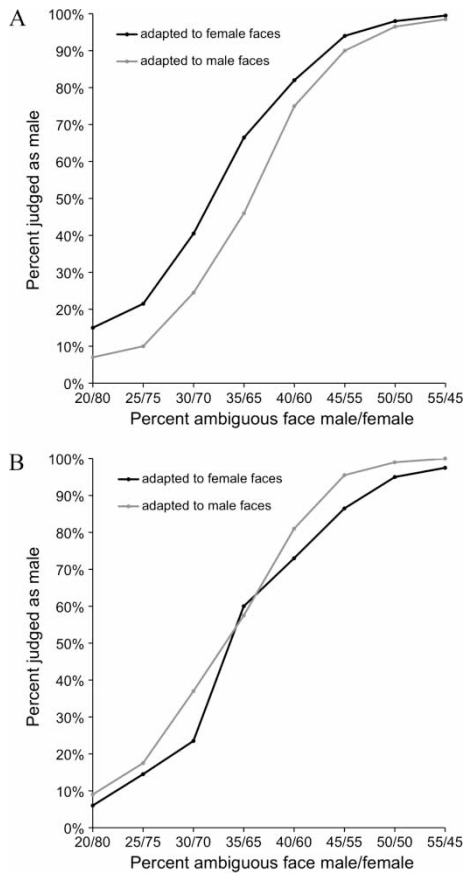 A
100%
90%
80%
70%
60%
50%
40%
30%
20%
10%
0%
Percent judged as male
adapted to female faces
adapted to male faces
20/80 25/75 30/70 35/65 40/60 45/55 50/50 55/45
Percent ambiguous face male/female
B
100%
90%
80%
70%
60%
50%
40%
30%
20%
10%
0%
Percent judged as male
adapted to female faces
adapted to male faces
20/80 25/75 30/70 35/65 40/60 45/55 50/50 55/45
Percent ambiguous face male/female